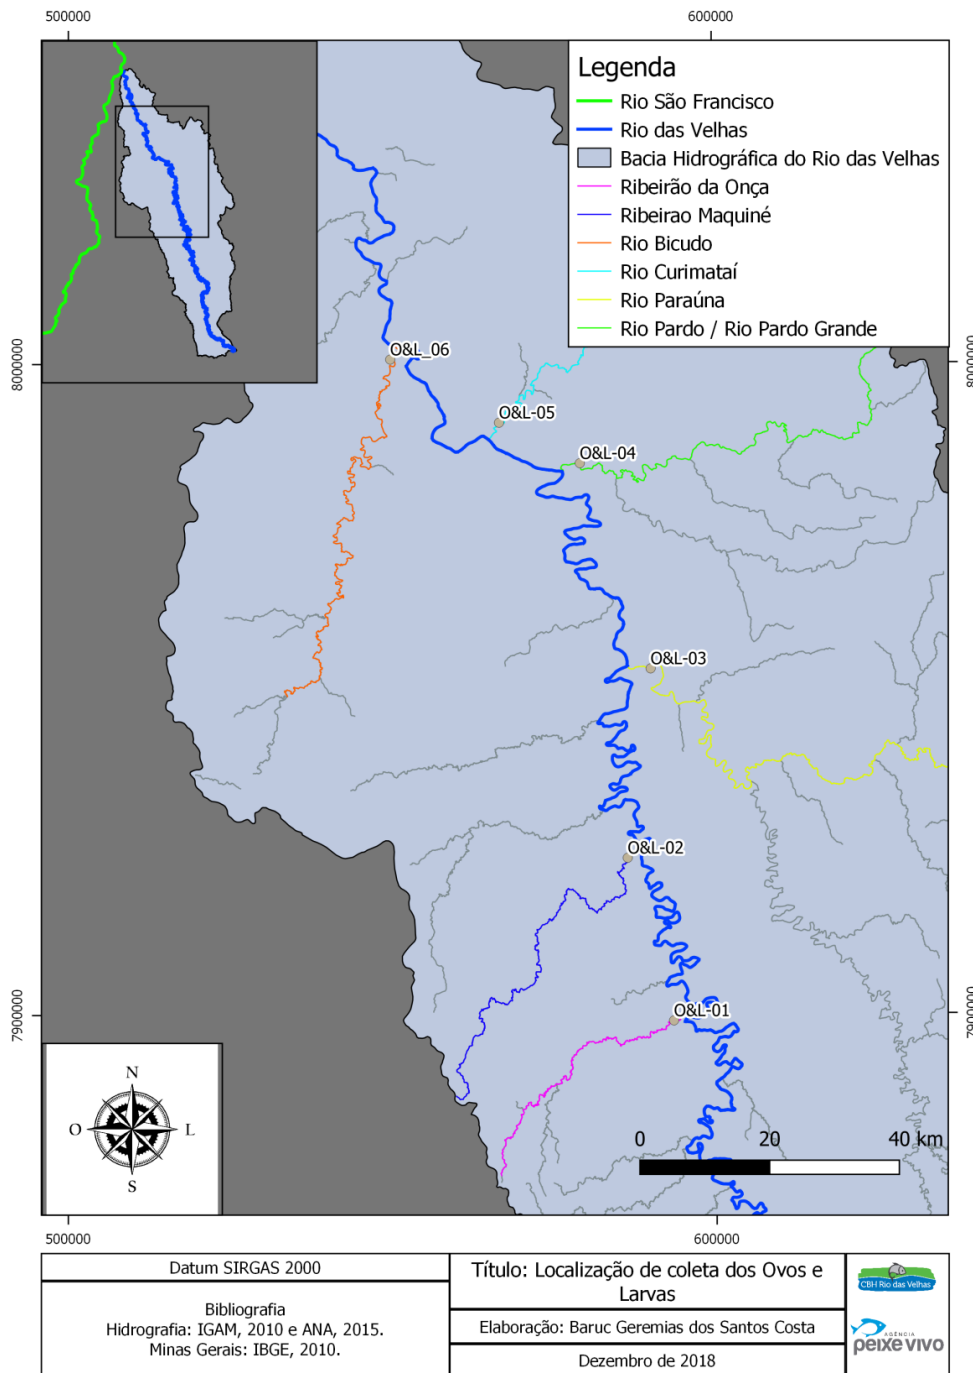 500000
600000
Legenda
Rio São Francisco
Rio das Velhas
Bacia Hidrográfica do Rio das Velhas
Ribeirão da Onça
Ribeirao Maquiné
Rio Bicudo
Rio Curimataí
Rio Paraúna
Rio Pardo / Rio Pardo Grande
8000000
8000000
O&L_06
O&L-05
O&L-04
O&L-03
O&L-02
O&L-01
7900000
7900000
N
O
L
S
0 20 40 km
500000
600000
Datum SIRGAS 2000
Bibliografia
Hidrografia: IGAM, 2010 e ANA, 2015.
Minas Gerais: IBGE, 2010.
Título: Localização de coleta dos Ovos e
Larvas
Elaboração: Baruc Geremias dos Santos Costa
Dezembro de 2018
CBH Rio das Velhas
AGÊNCIA
peixe vivo